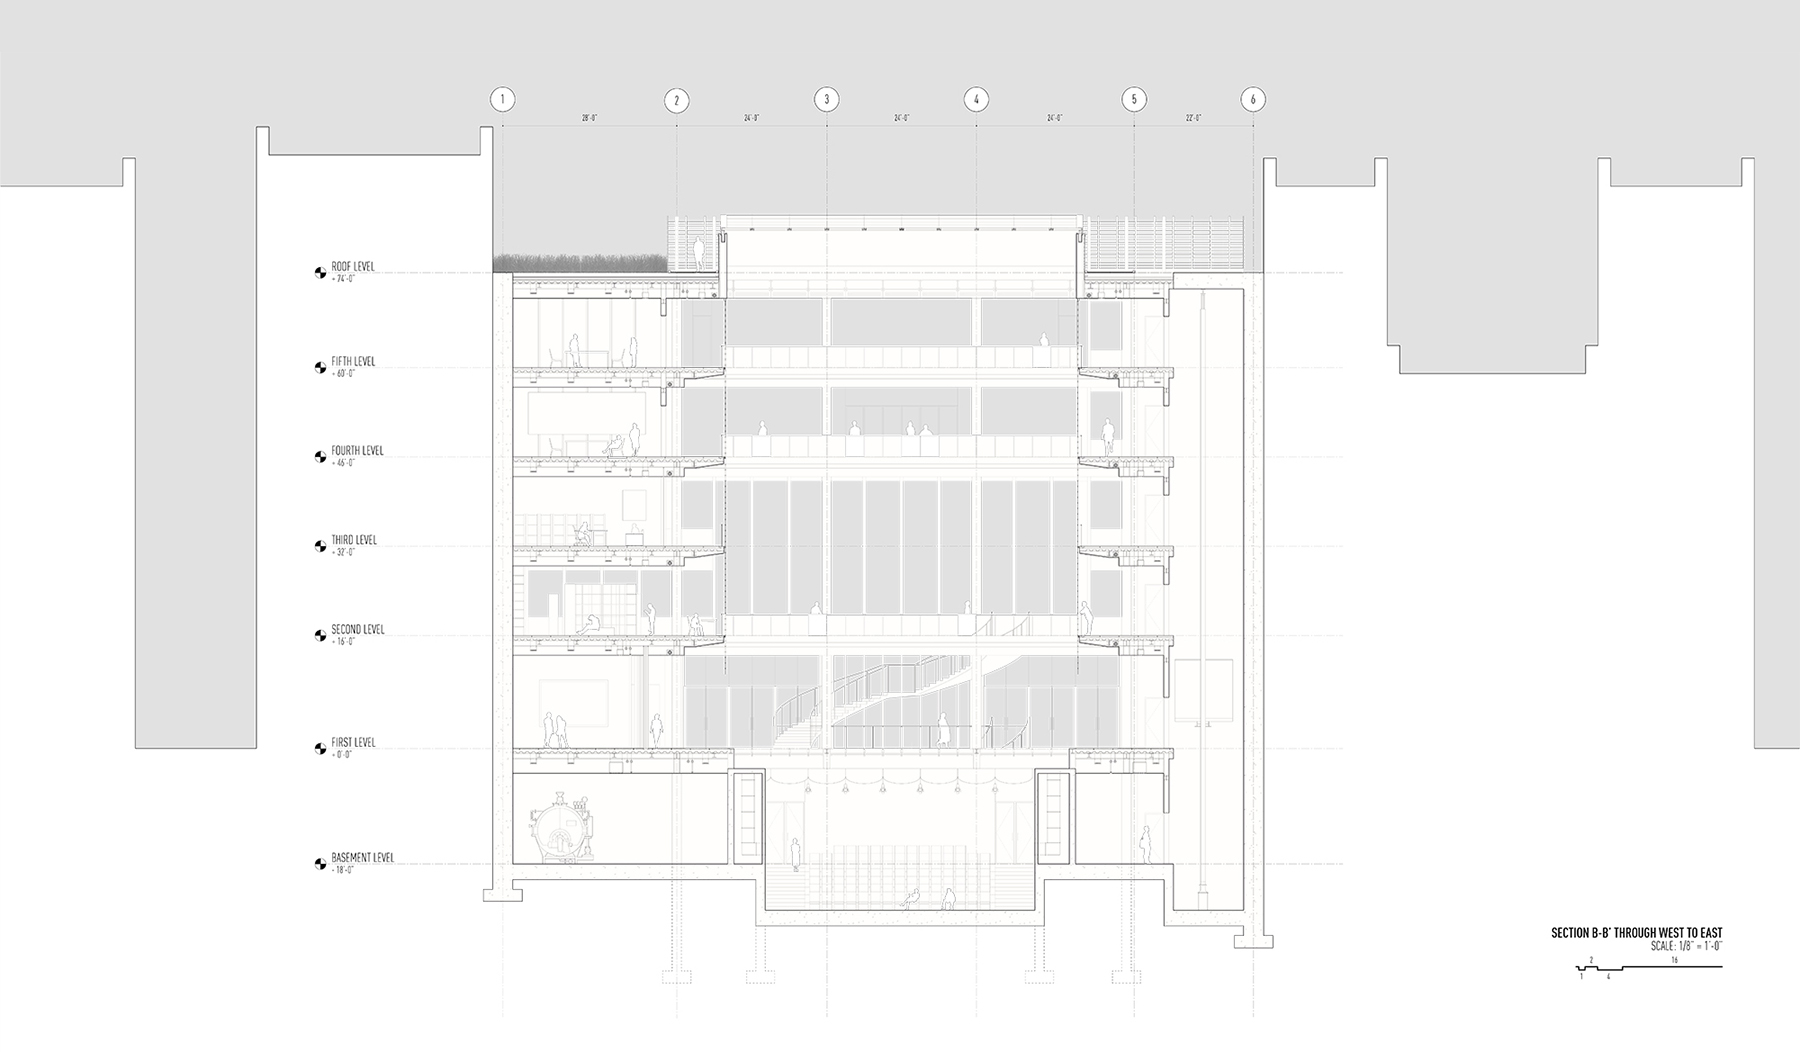 1 2 3 4 5 6
28'-0" 24'-0" 24'-0" 24'-0" 22'-0"
ROOF LEVEL
+ 74'-0"
FIFTH LEVEL
+ 60'-0"
FOURTH LEVEL
+ 46'-0"
THIRD LEVEL
+ 32'-0"
SECOND LEVEL
+ 16'-0"
FIRST LEVEL
+ 0'-0"
BASEMENT LEVEL
- 18'-0"
SECTION B-B' THROUGH WEST TO EAST
SCALE: 1/8" = 1'-0"
2 16
1 4